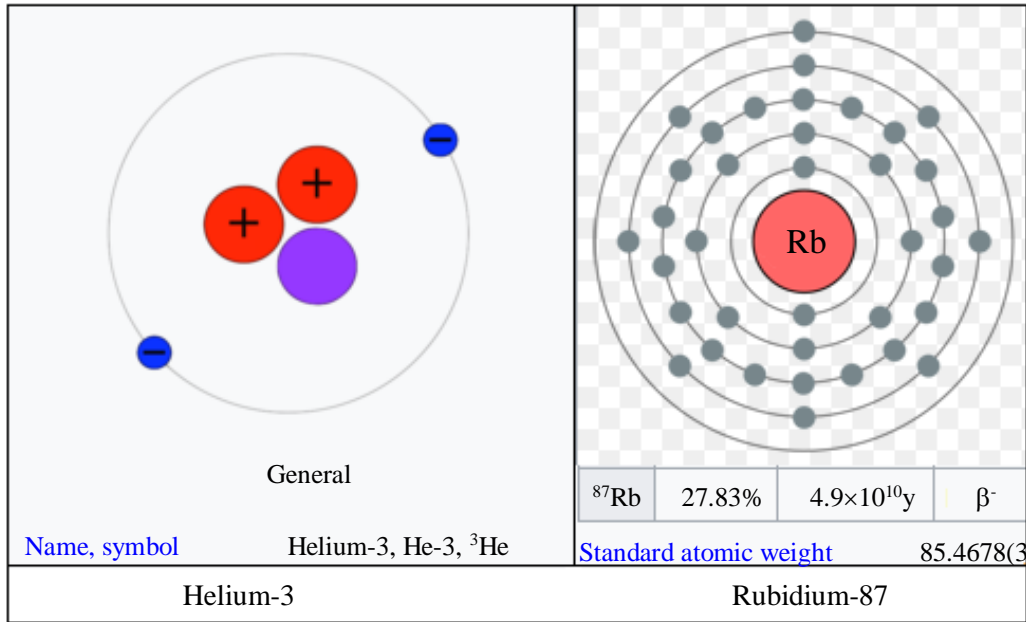 +
+
−
−
General
Name, symbol Helium-3, He-3, ³He
Helium-3
Rb
⁸⁷Rb 27.83% 4.9×10¹⁰y β⁻
Standard atomic weight 85.4678(3
Rubidium-87